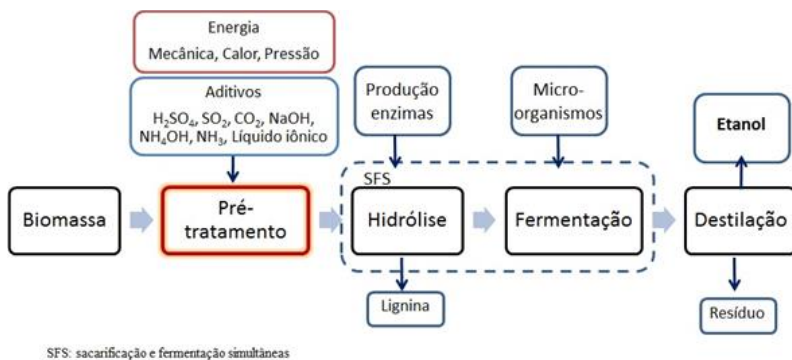 Energia
Mecânica, Calor, Pressão
Aditivos
H₂SO₄, SO₂, CO₂, NaOH,
NH₄OH, NH₃, Líquido iônico
Produção
enzimas
Micro-
organismos
Etanol
SFS
Biomassa
Pré-
tratamento
Hidrólise
Fermentação
Destilação
Lignina
Resíduo
SFS: sacarificação e fermentação simultâneas